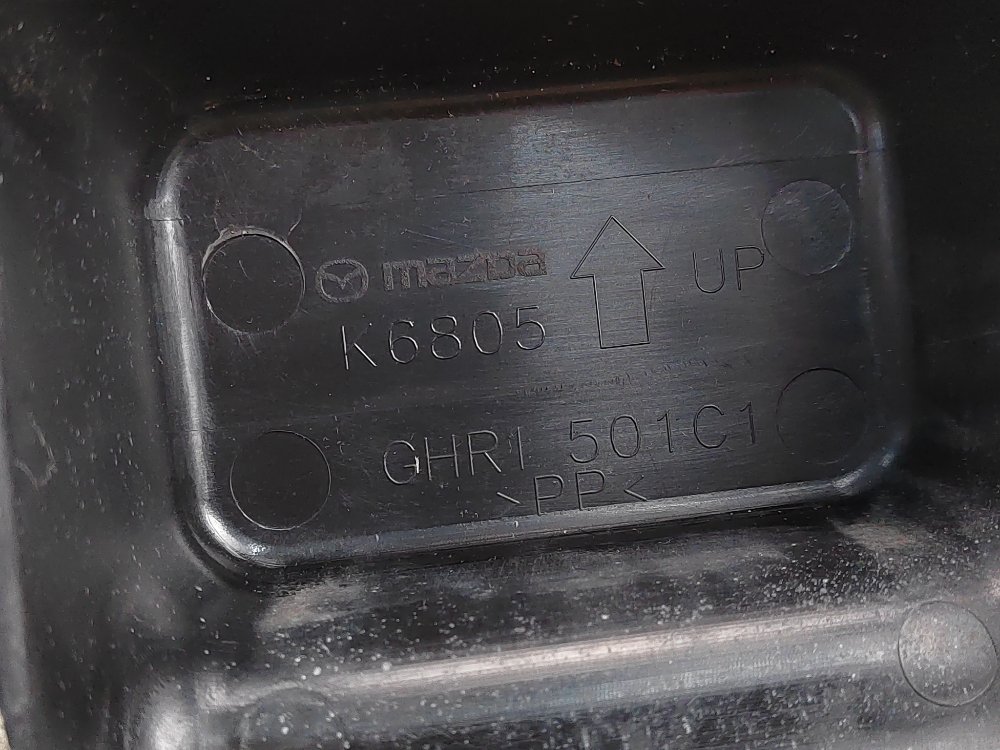 mazda UP
K6805
GHR1 501C1
>PP<